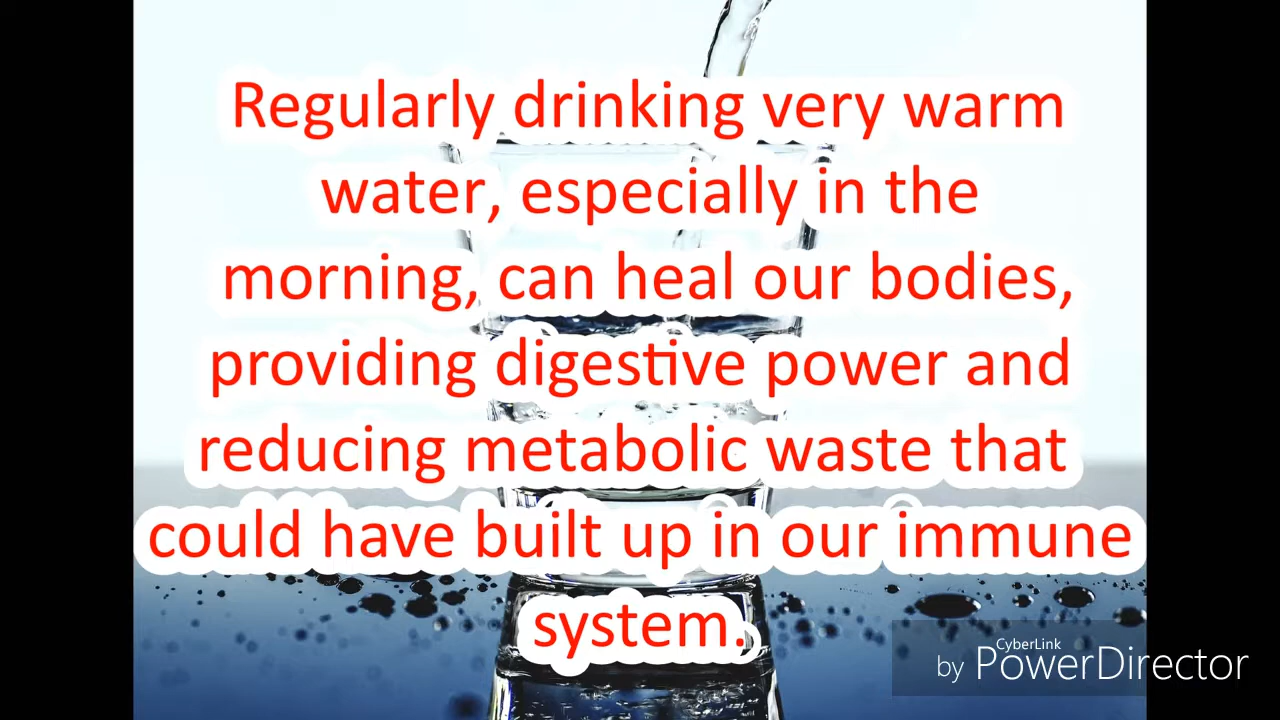 Regularly drinking very warm
water, especially in the
morning, can heal our bodies,
providing digestive power and
reducing metabolic waste that
could have built up in our immune
system.
CyberLink
by PowerDirector